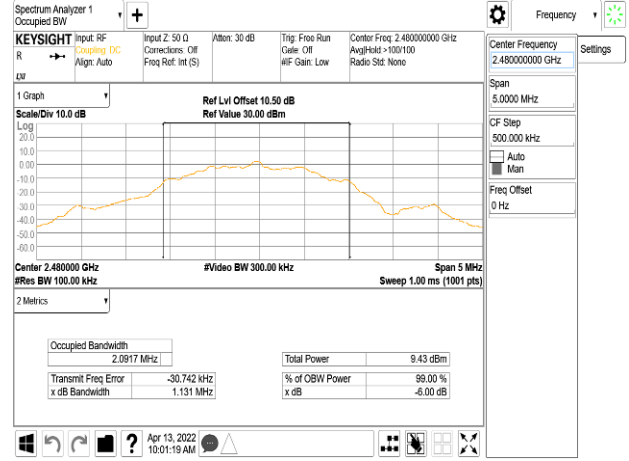 Spectrum Analyzer 1
Occupied BW
+
Frequency
KEYSIGHT
R
LXI
Input: RF
Coupling: DC
Align: Auto
Input Z: 50 Ω
Corrections: Off
Freq Ref: Int (S)
Atten: 30 dB
Trig: Free Run
Gate: Off
#IF Gain: Low
Center Freq: 2.480000000 GHz
Avg|Hold >100/100
Radio Std: None
Center Frequency
2.480000000 GHz
Settings
Span
5.0000 MHz
CF Step
500.000 kHz
Auto
Man
Freq Offset
0 Hz
1 Graph
Scale/Div 10.0 dB
Ref Lvl Offset 10.50 dB
Ref Value 30.00 dBm
Log
20.0
10.0
0.00
-10.0
-20.0
-30.0
-40.0
-50.0
-60.0
Center 2.480000 GHz
#Res BW 100.00 kHz
#Video BW 300.00 kHz
Span 5 MHz
Sweep 1.00 ms (1001 pts)
2 Metrics
Occupied Bandwidth
2.0917 MHz
Total Power 9.43 dBm
Transmit Freq Error -30.742 kHz
% of OBW Power 99.00 %
x dB Bandwidth 1.131 MHz
x dB -6.00 dB
?
Apr 13, 2022
10:01:19 AM